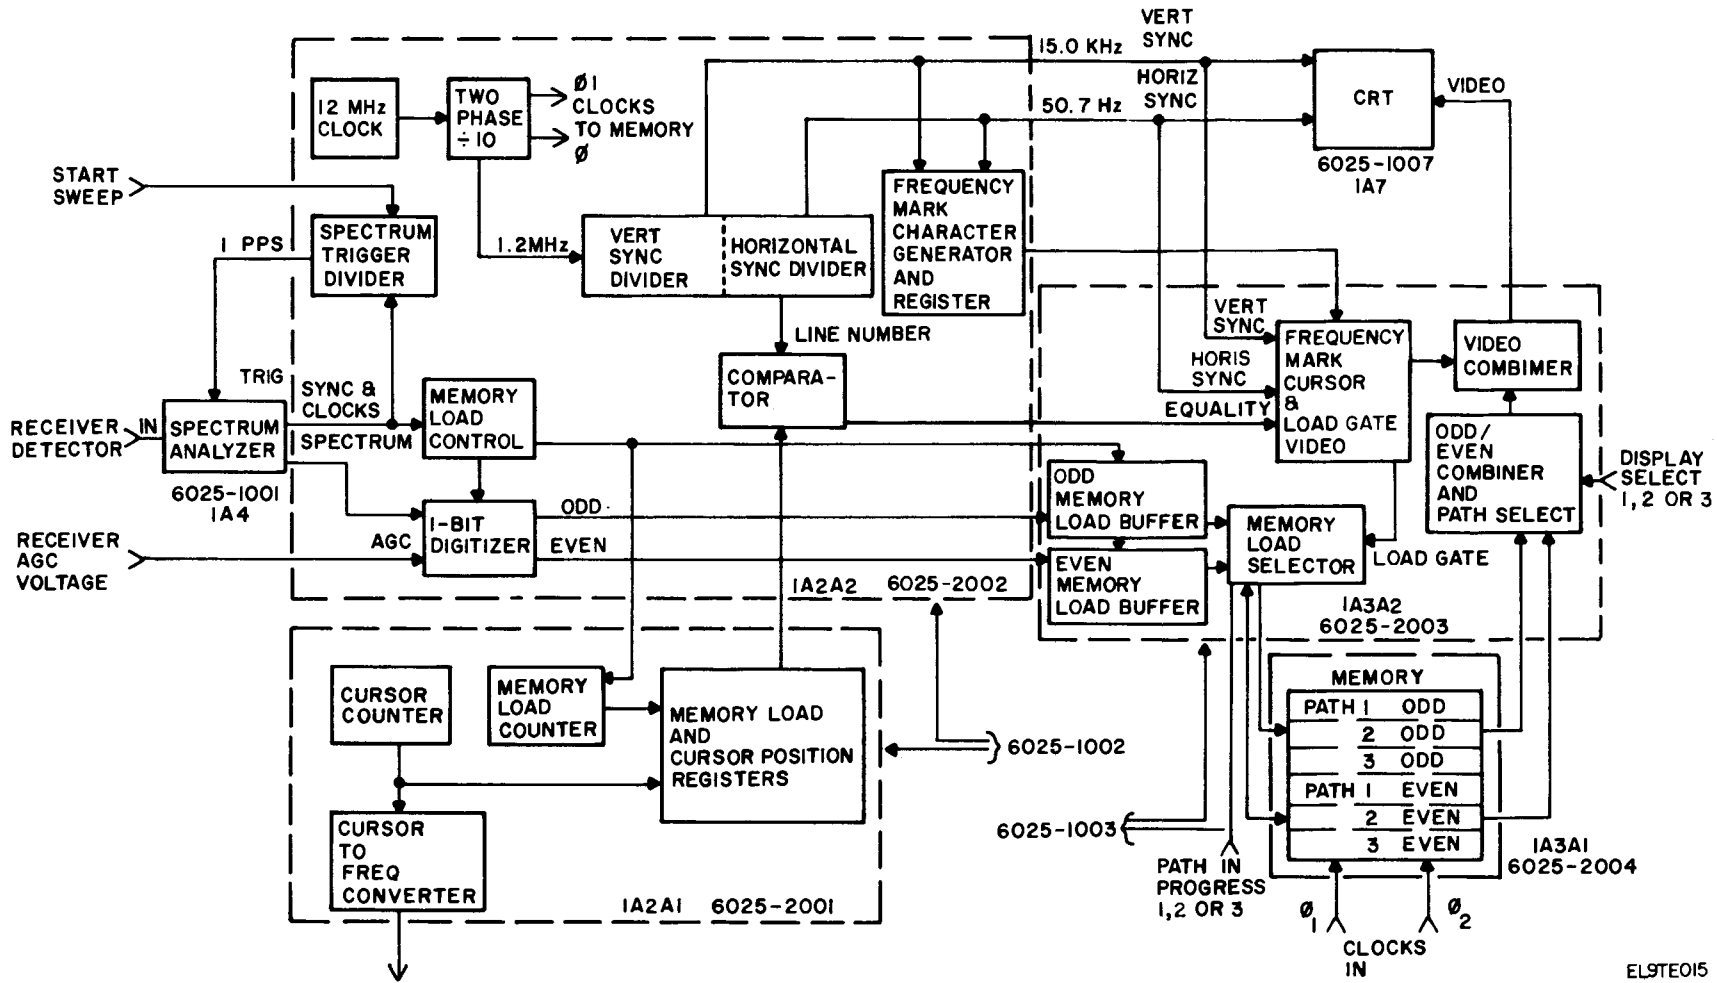 VERT
SYNC
15.0 KHz
HORIZ
SYNC
50.7 Hz
CRT
VIDEO
6025-1007
1A7
12 MHz
CLOCK
TWO
PHASE
÷10
Ø1
CLOCKS
TO MEMORY
Ø
START
SWEEP
1 PPS
SPECTRUM
TRIGGER
DIVIDER
1.2MHz
VERT
SYNC
DIVIDER
HORIZONTAL
SYNC DIVIDER
FREQUENCY
MARK
CHARACTER
GENERATOR
AND
REGISTER
LINE NUMBER
COMPARA-
TOR
VERT
SYNC
HORIS
SYNC
EQUALITY
FREQUENCY
MARK
CURSOR
&
LOAD GATE
VIDEO
VIDEO
COMBIMER
TRIG
SYNC &
CLOCKS
SPECTRUM
RECEIVER
DETECTOR
IN
SPECTRUM
ANALYZER
6025-1001
1A4
MEMORY
LOAD
CONTROL
RECEIVER
AGC
VOLTAGE
AGC
1-BIT
DIGITIZER
ODD
EVEN
1A2A2 6025-2002
ODD
MEMORY
LOAD BUFFER
EVEN
MEMORY
LOAD BUFFER
MEMORY
LOAD
SELECTOR
LOAD GATE
ODD/
EVEN
COMBINER
AND
PATH SELECT
DISPLAY
SELECT
1, 2 OR 3
1A3A2
6025-2003
CURSOR
COUNTER
MEMORY
LOAD
COUNTER
MEMORY LOAD
AND
CURSOR POSITION
REGISTERS
CURSOR
TO
FREQ
CONVERTER
1A2A1 6025-2001
6025-1002
6025-1003
PATH IN
PROGRESS
1, 2 OR 3
MEMORY
PATH 1 ODD
2 ODD
3 ODD
PATH 1 EVEN
2 EVEN
3 EVEN
1A3A1
6025-2004
Ø1
Ø2
CLOCKS
IN
EL9TE015